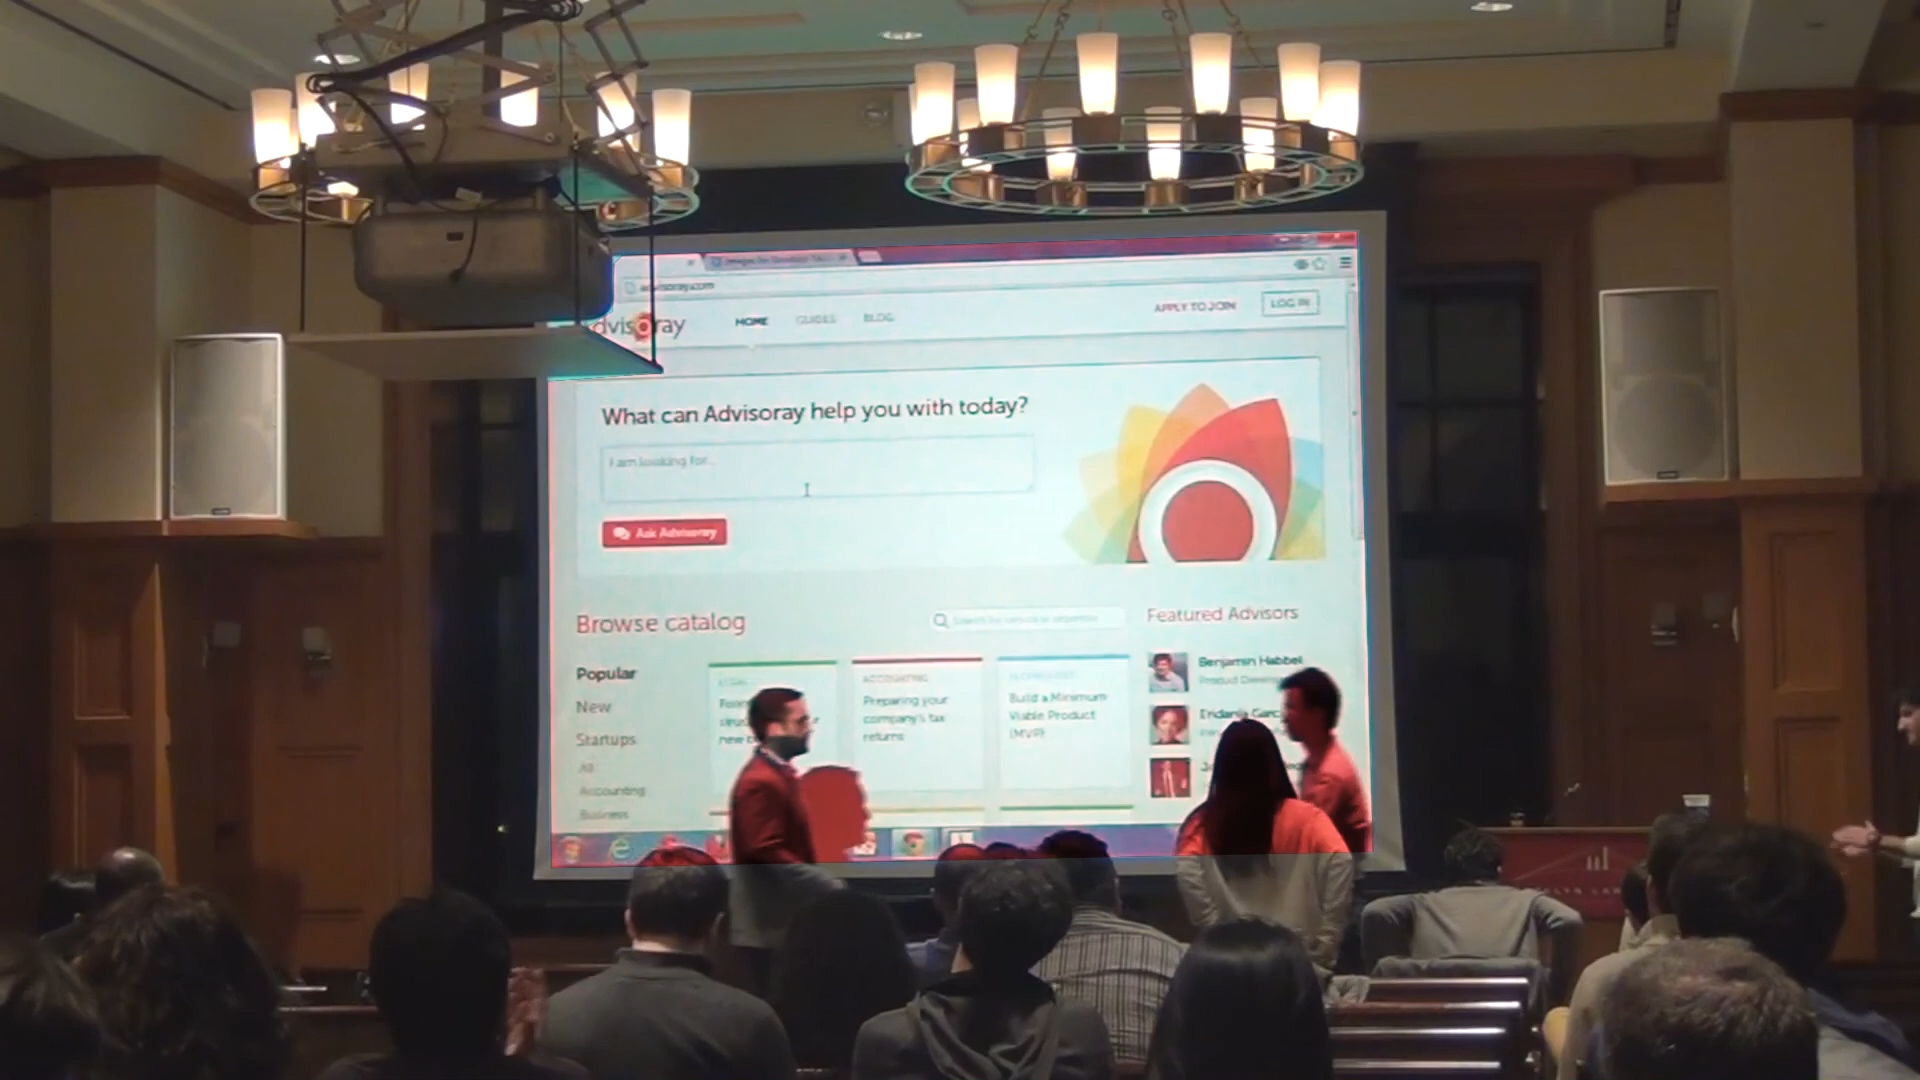 advisoray.com
dvisoray
HOME GUIDES BLOG
APPLY TO JOIN
LOG IN
What can Advisoray help you with today?
I am looking for...
Ask Advisoray
Browse catalog
Featured Advisors
Popular
New
Startups
All
Accounting
Business
ACCOUNTING
Preparing your
company's tax
returns
Build a Minimum
Viable Product
(MVP)
Benjamin Habbel